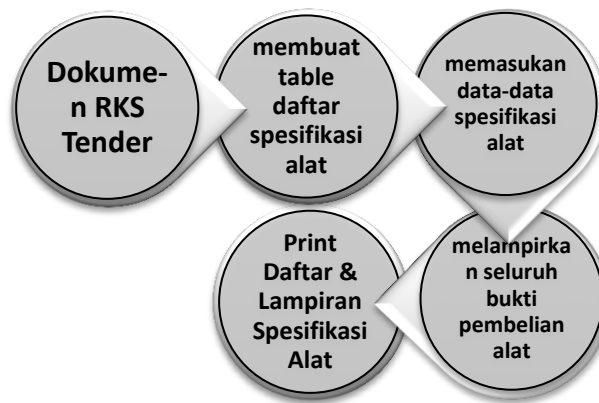 Dokume-
n RKS
Tender
membuat
table
daftar
spesifikasi
alat
memasukan
data-data
spesifikasi
alat
melampirka
n seluruh
bukti
pembelian
alat
Print
Daftar &
Lampiran
Spesifikasi
Alat